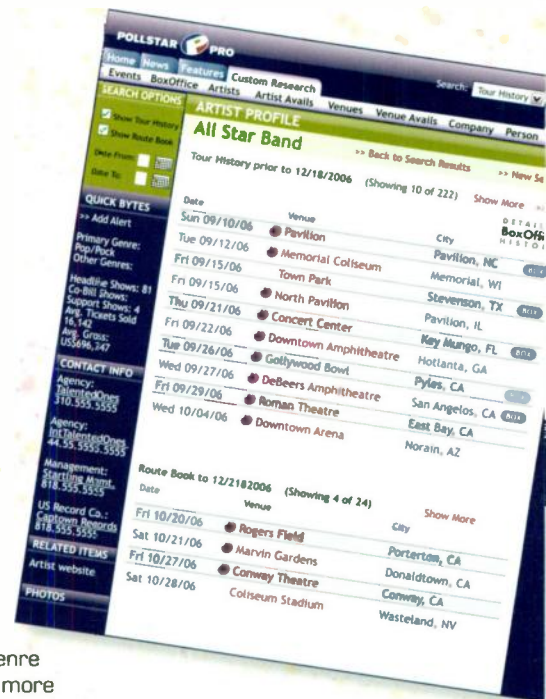 POLLSTAR PRO
Home News Features Custom Research
Search: Tour History
Events BoxOffice Artists Artist Avails Venues Venue Avails Company Person
SEARCH OPTIONS
Show Tour History
Show Route Book
Date From:
Date To:
QUICK BYTES
>> Add Alert
Primary Genre:
Pop/Rock
Other Genres:
Headline Shows: 81
Co-Bill Shows:
Support Shows: 4
Avg. Tickets Sold
16,142
Avg. Gross:
US$696,247
CONTACT INFO
Agency:
TalentedOnes
310.555.5555
Agency:
IntTalentedOnes
44.55.5555.5555
Management:
Startling Mgmt.
818.555.5555
US Record Co.:
Captown Records
818.555.5555
RELATED ITEMS
Artist website
PHOTOS
ARTIST PROFILE
All Star Band
>> Back to Search Results >> New Se
Tour History prior to 12/18/2006 (Showing 10 of 222) Show More
DETAIL
BoxOffi
HISTO
Date Venue City
Sun 09/10/06 Pavilion Pavilion, NC BOX
Tue 09/12/06 Memorial Coliseum Memorial, WI
Fri 09/15/06 Town Park Stevenson, TX BOX
Fri 09/15/06 North Pavilion Pavilion, IL
Thu 09/21/06 Concert Center Key Mungo, FL BOX
Fri 09/22/06 Downtown Amphitheatre Hotlanta, GA
Tue 09/26/06 Gollywood Bowl Pylas, CA BOX
Wed 09/27/06 DeBeers Amphitheatre San Angelos, CA BOX
Fri 09/29/06 Roman Theatre East Bay, CA
Wed 10/04/06 Downtown Arena Norain, AZ
Route Book to 12/2182006 (Showing 4 of 24) Show More
Date Venue City
Fri 10/20/06 Rogers Field Porterton, CA
Sat 10/21/06 Marvin Gardens Donaldtown, CA
Fri 10/27/06 Conway Theatre Conway, CA
Sat 10/28/06 Coliseum Stadium Wasteland, NV
enre
more